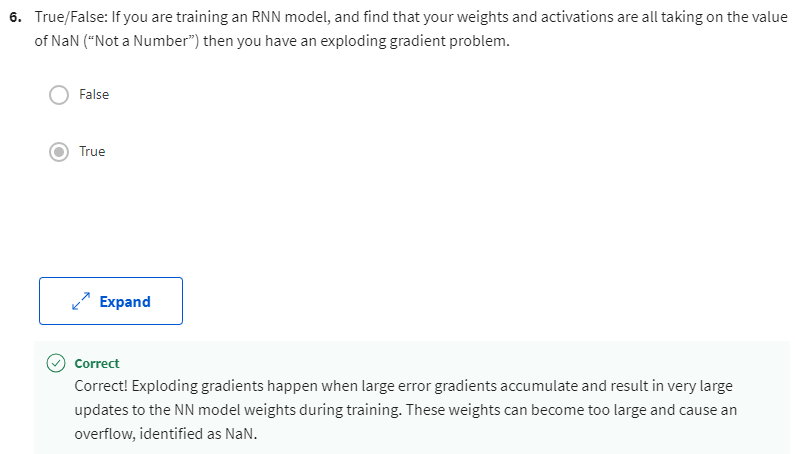 6. True/False: If you are training an RNN model, and find that your weights and activations are all taking on the value
of NaN (“Not a Number”) then you have an exploding gradient problem.
False
True
Expand
Correct
Correct! Exploding gradients happen when large error gradients accumulate and result in very large
updates to the NN model weights during training. These weights can become too large and cause an
overflow, identified as NaN.